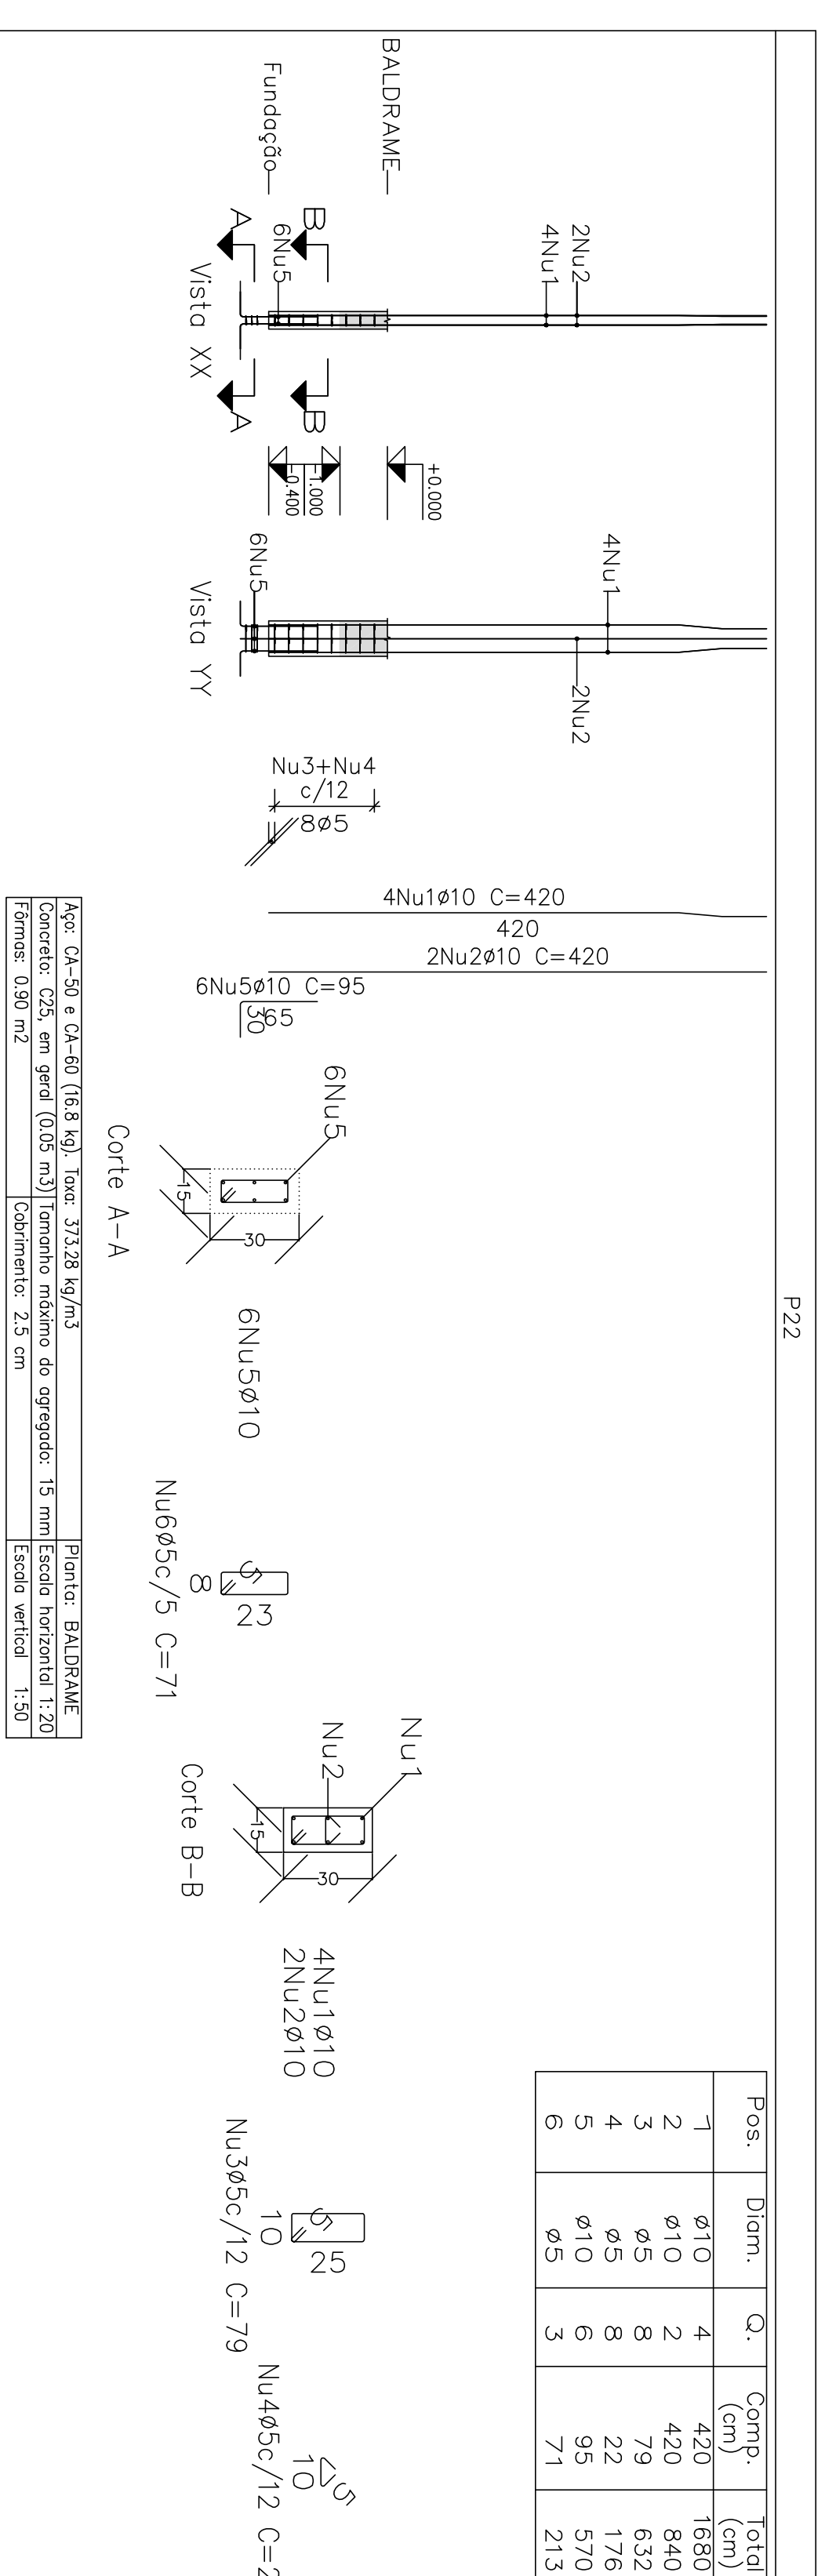 P22
BALDRAME
Fundação
2Nu2
4Nu1
6Nu5
B
B
A
A
Vista XX
+0.000
-1.000
-0.400
4Nu1
2Nu2
6Nu5
Vista YY
Nu3+Nu4
c/12
8ø5
4Nu1ø10 C=420
420
2Nu2ø10 C=420
6Nu5ø10 C=95
65
30
6Nu5
15
30
Corte A-A
6Nu5ø10
5
23
8
Nu6ø5c/5 C=71
Nu1
Nu2
15
30
Corte B-B
4Nu1ø10
2Nu2ø10
5
25
10
Nu3ø5c/12 C=79
5
10
Nu4ø5c/12
Pos. Diam. Q. Comp. (cm) Total (cm)
1 ø10 4 420 1680
2 ø10 2 420 840
3 ø5 8 79 632
4 ø5 8 22 176
5 ø10 6 95 570
6 ø5 3 71 213
Aço: CA-50 e CA-60 (16.8 kg). Taxa: 373.28 kg/m3 Planta: BALDRAME
Concreto: C25, em geral (0.05 m3) Tamanho máximo do agregado: 15 mm Escala horizontal 1:20
Fôrmas: 0.90 m2 Cobrimento: 2.5 cm Escala vertical 1:50